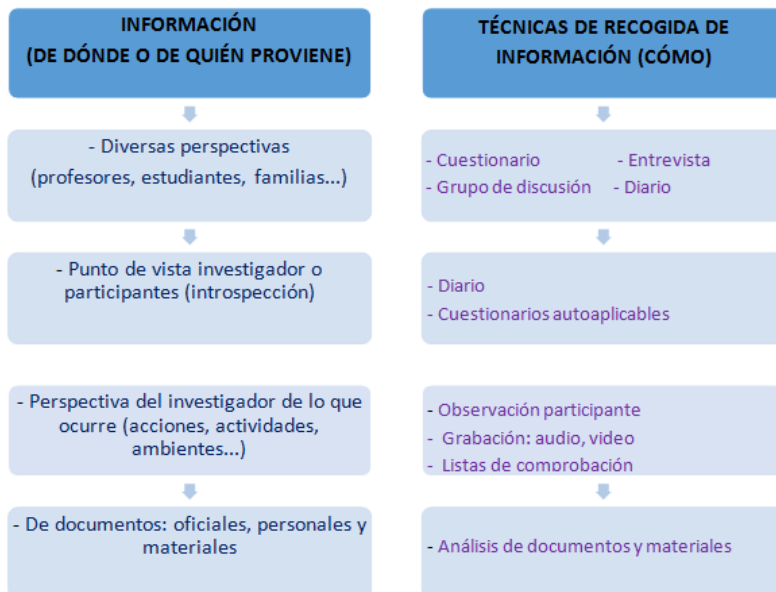 INFORMACIÓN
(DE DÓNDE O DE QUIÉN PROVIENE)
TÉCNICAS DE RECOGIDA DE
INFORMACIÓN (CÓMO)
- Diversas perspectivas
(profesores, estudiantes, familias...)
- Cuestionario - Entrevista
- Grupo de discusión - Diario
- Punto de vista investigador o
participantes (introspección)
- Diario
- Cuestionarios autoaplicables
- Perspectiva del investigador de lo que
ocurre (acciones, actividades,
ambientes...)
- Observación participante
- Grabación: audio, video
- Listas de comprobación
- De documentos: oficiales, personales y
materiales
- Análisis de documentos y materiales